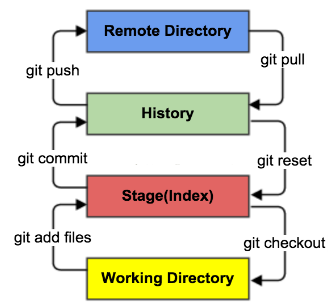 Remote Directory
git push
git pull
History
git commit
git reset
Stage(Index)
git add files
git checkout
Working Directory